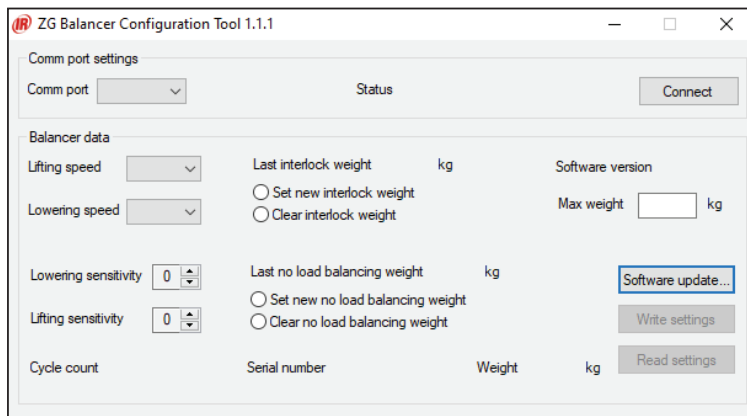 IR ZG Balancer Configuration Tool 1.1.1
Comm port settings
Comm port Status Connect
Balancer data
Lifting speed Last interlock weight kg Software version
Set new interlock weight
Lowering speed Clear interlock weight Max weight kg
Lowering sensitivity 0 Last no load balancing weight kg Software update...
Set new no load balancing weight
Lifting sensitivity 0 Clear no load balancing weight Write settings
Cycle count Serial number Weight kg Read settings